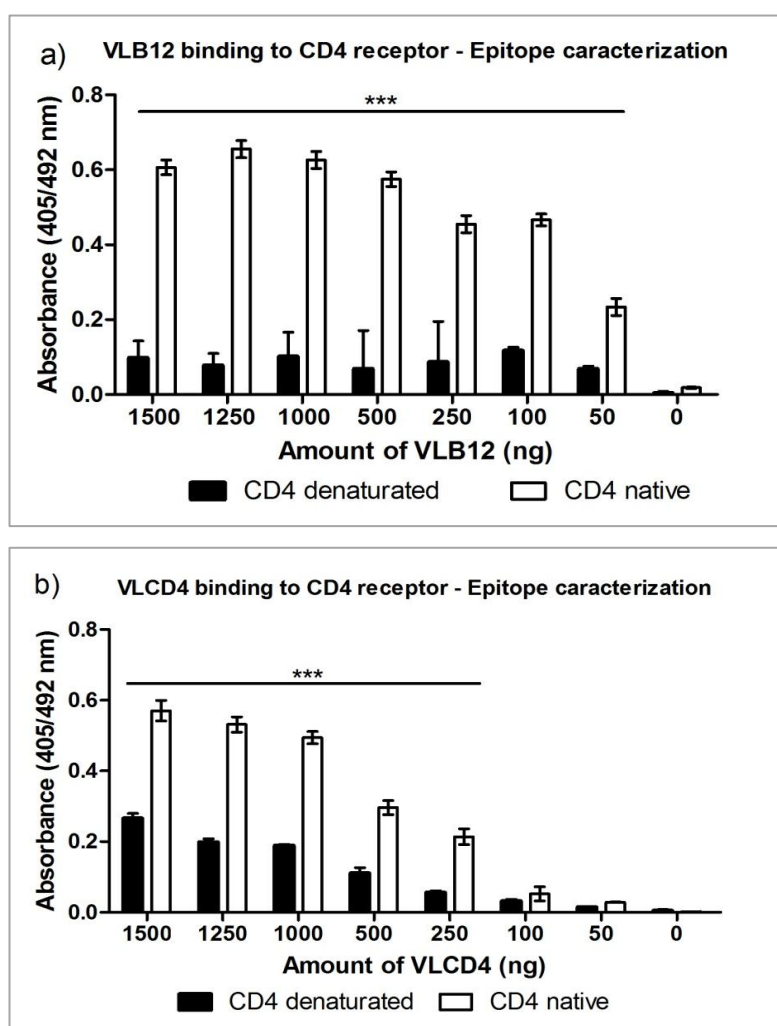 a)
VLB12 binding to CD4 receptor - Epitope caracterization
***
Absorbance (405/492 nm)
0.8
0.6
0.4
0.2
0.0
1500 1250 1000 500 250 100 50 0
Amount of VLB12 (ng)
CD4 denaturated CD4 native
b)
VLCD4 binding to CD4 receptor - Epitope caracterization
***
Absorbance (405/492 nm)
0.8
0.6
0.4
0.2
0.0
1500 1250 1000 500 250 100 50 0
Amount of VLCD4 (ng)
CD4 denaturated CD4 native